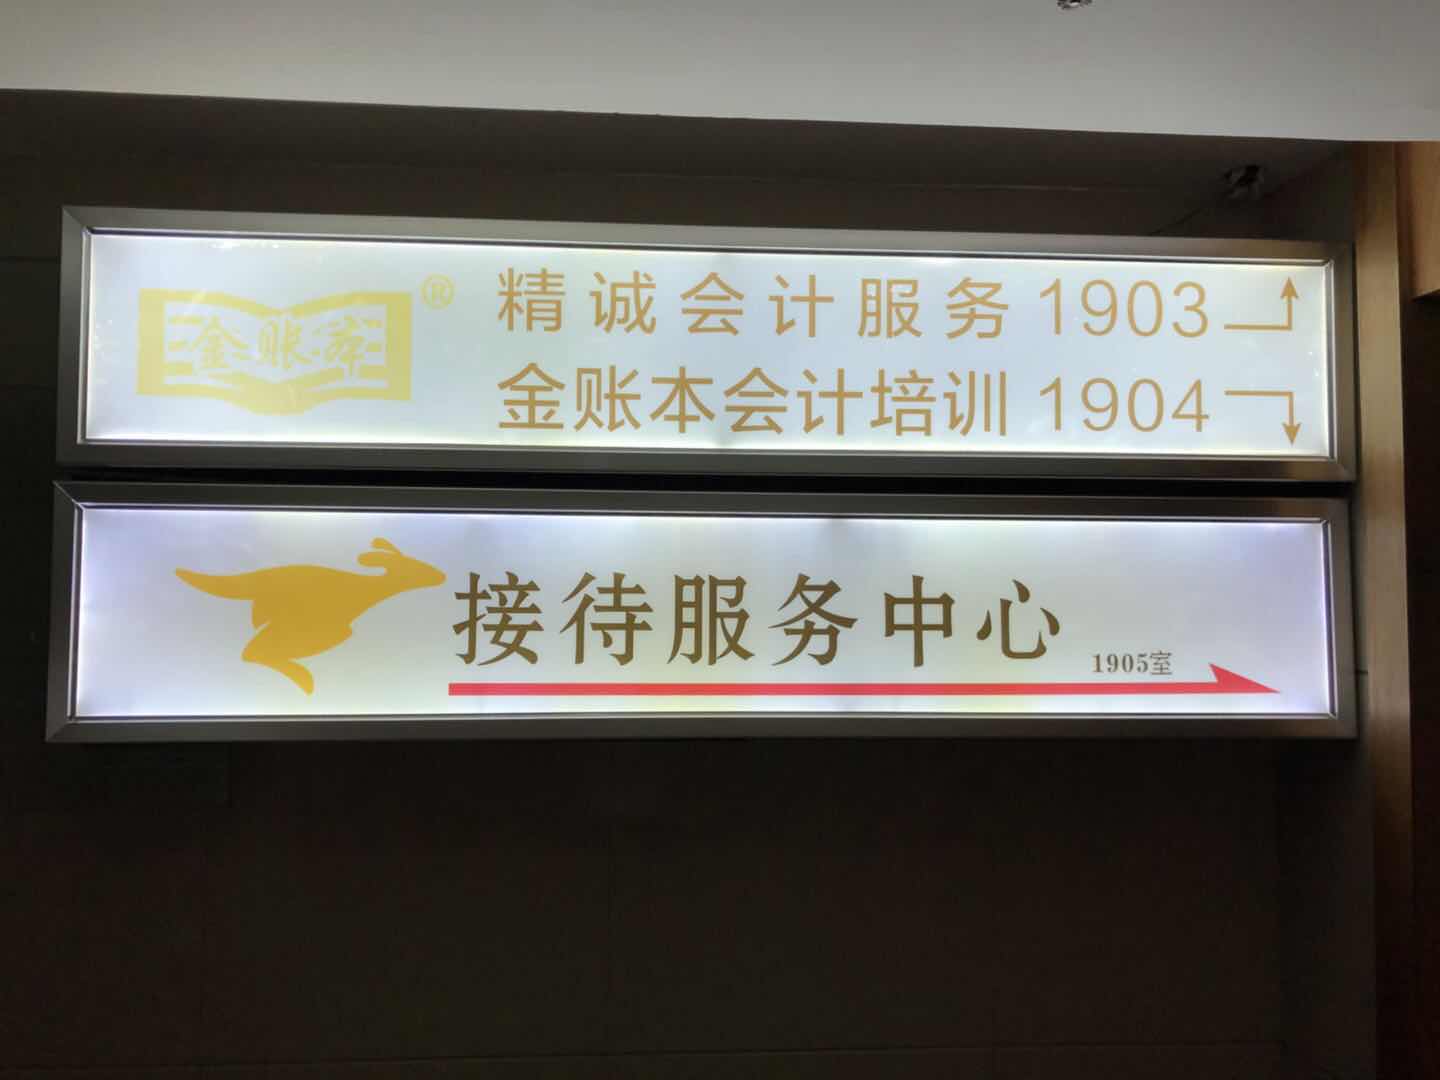 金账本®
精诚会计服务 1903
金账本会计培训 1904
接待服务中心
1905室